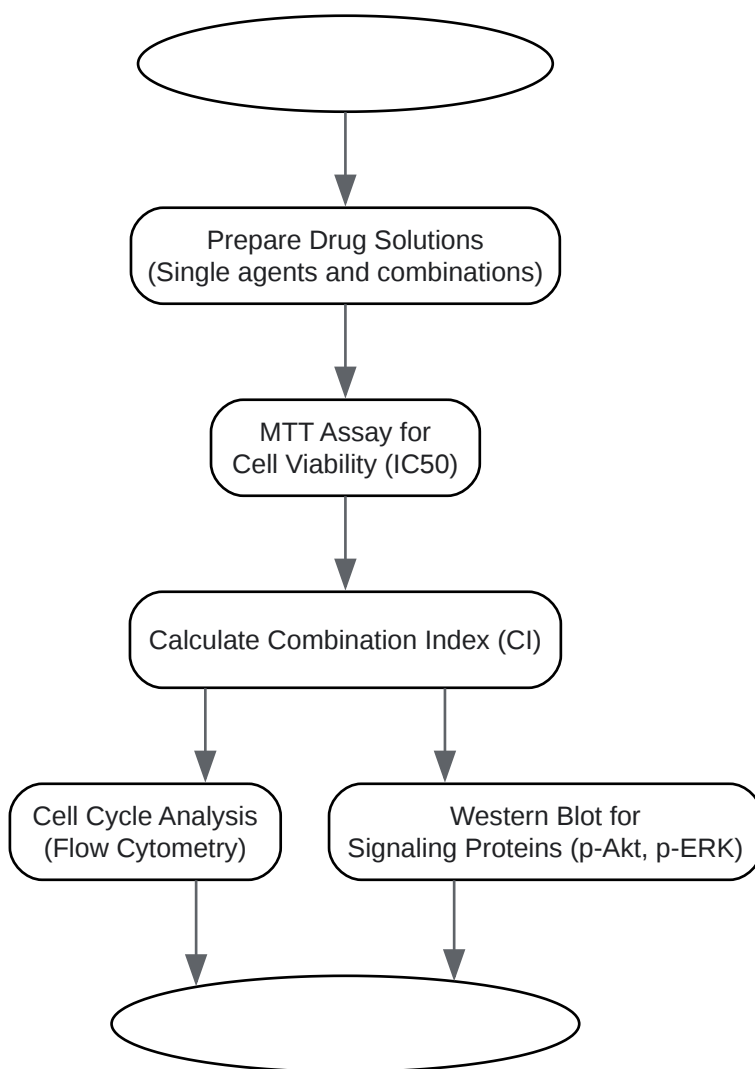 Prepare Drug Solutions
(Single agents and combinations)
MTT Assay for
Cell Viability (IC50)
Calculate Combination Index (CI)
Cell Cycle Analysis
(Flow Cytometry)
Western Blot for
Signaling Proteins (p-Akt, p-ERK)